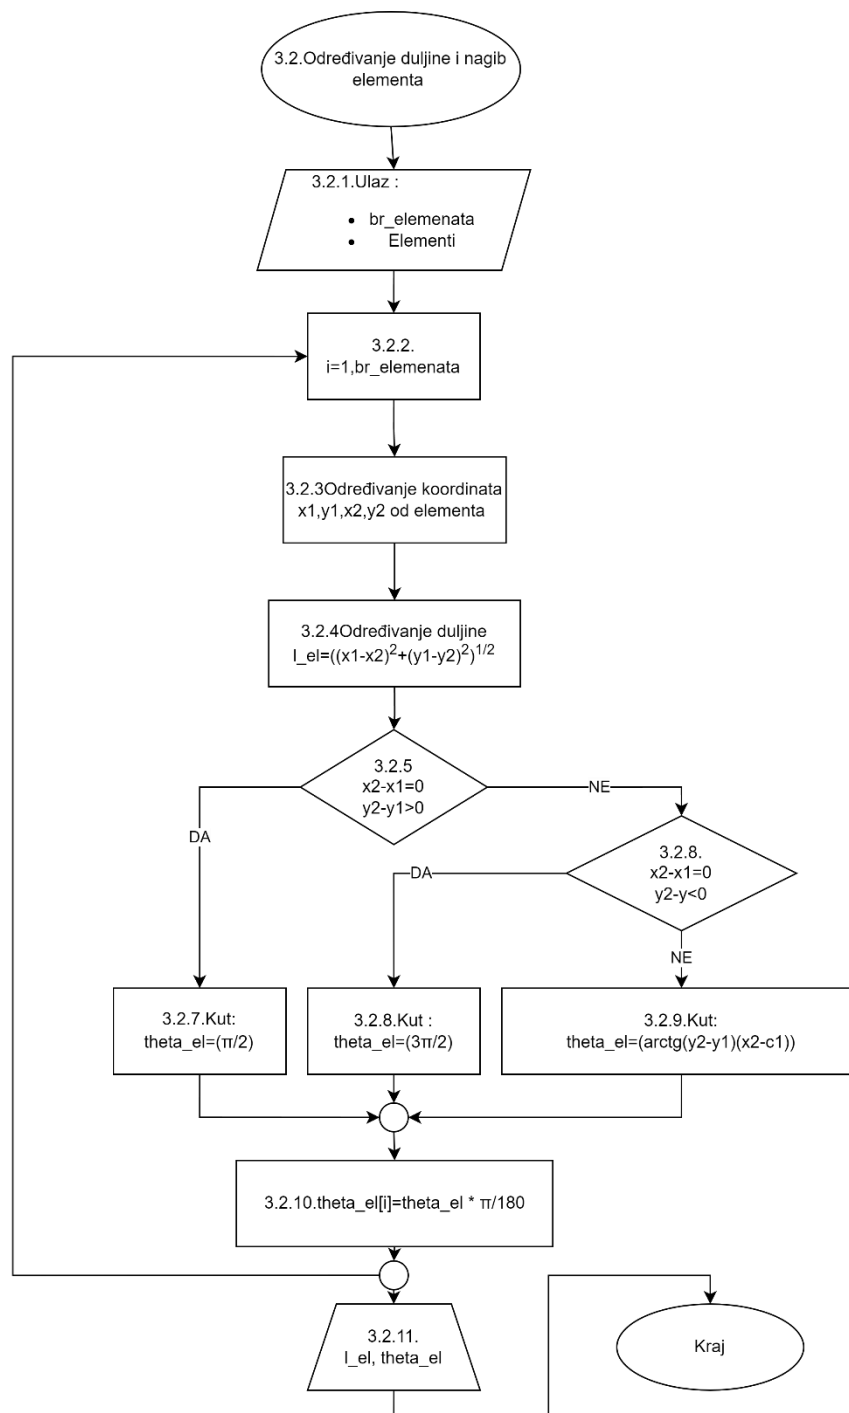 3.2.Određivanje duljine i nagib
elementa
3.2.1.Ulaz :
• br_elemenata
• Elementi
3.2.2.
i=1,br_elemenata
3.2.3Određivanje koordinata
x1,y1,x2,y2 od elementa
3.2.4Određivanje duljine
l_el=((x1-x2)²+(y1-y2)²)^1/2
3.2.5
x2-x1=0
y2-y1>0
DA
NE
3.2.8.
x2-x1=0
y2-y<0
DA
NE
3.2.7.Kut:
theta_el=(π/2)
3.2.8.Kut :
theta_el=(3π/2)
3.2.9.Kut:
theta_el=(arctg(y2-y1)(x2-c1))
3.2.10.theta_el[i]=theta_el * π/180
3.2.11.
l_el, theta_el
Kraj